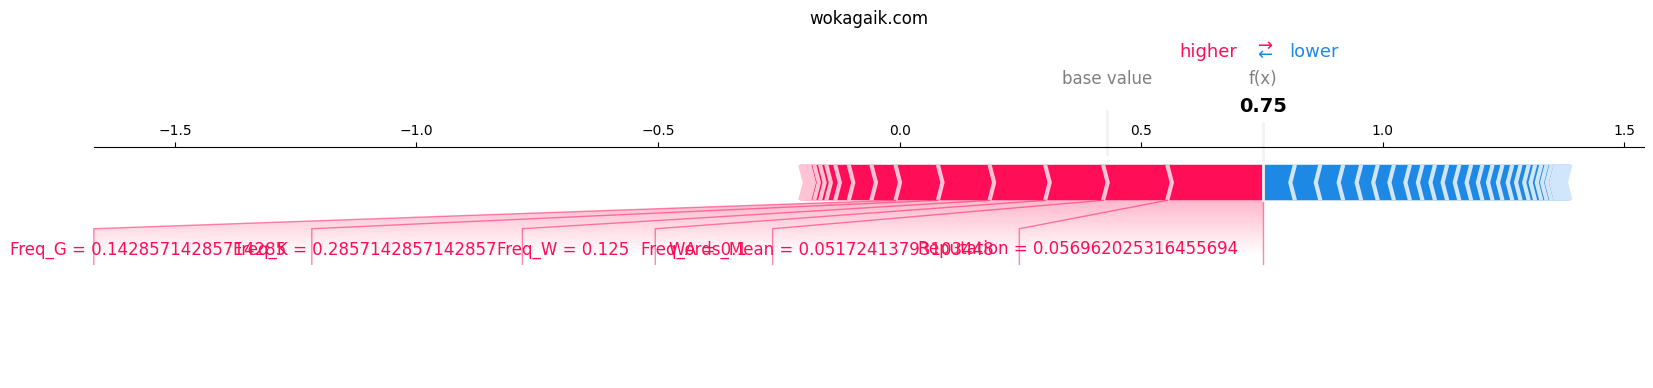 wokagaik.com
higher → ← lower
base value f(x)
0.75
−1.5 −1.0 −0.5 0.0 0.5 1.0 1.5
Freq_G = 0.14285714285714285 Freq_K = 0.2857142857142857 Freq_W = 0.125 Freq_A = 0.1 Words_Mean = 0.05172413793103448 Reputation = 0.056962025316455694